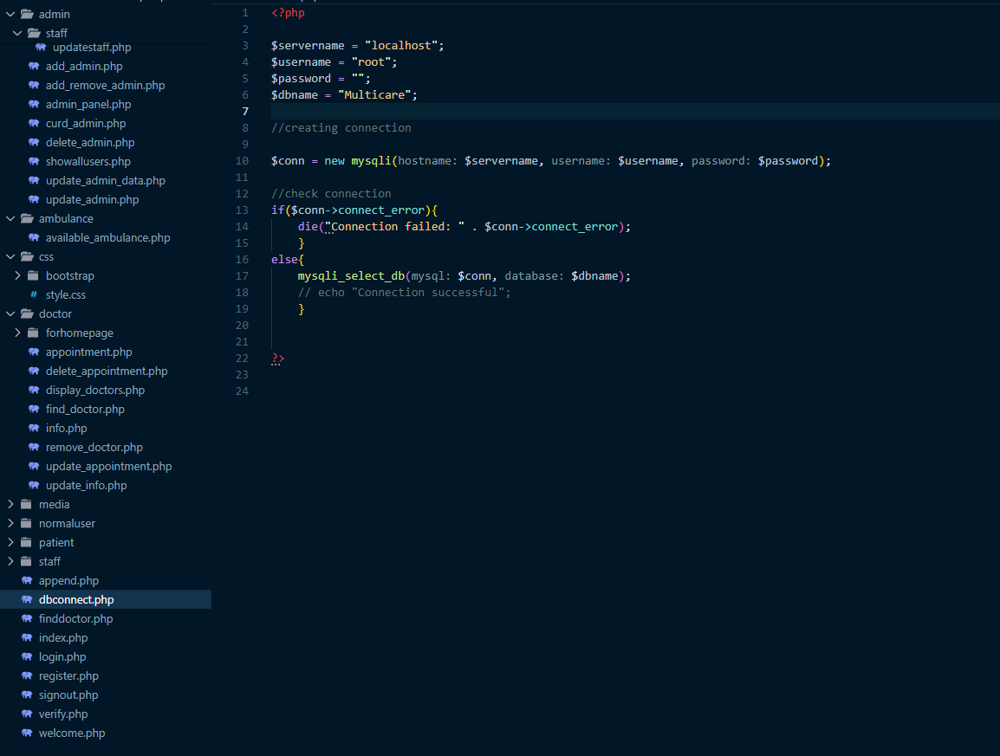 admin
staff
updatestaff.php
add_admin.php
add_remove_admin.php
admin_panel.php
curd_admin.php
delete_admin.php
showallusers.php
update_admin_data.php
update_admin.php
ambulance
available_ambulance.php
css
bootstrap
# style.css
doctor
forhomepage
appointment.php
delete_appointment.php
display_doctors.php
find_doctor.php
info.php
remove_doctor.php
update_appointment.php
update_info.php
media
normaluser
patient
staff
append.php
dbconnect.php
finddoctor.php
index.php
login.php
register.php
signout.php
verify.php
welcome.php
1 <?php
2
3 $servername = "localhost";
4 $username = "root";
5 $password = "";
6 $dbname = "Multicare";
7
8 //creating connection
9
10 $conn = new mysqli(hostname: $servername, username: $username, password: $password);
11
12 //check connection
13 if($conn->connect_error){
14 die("Connection failed: " . $conn->connect_error);
15 }
16 else{
17 mysqli_select_db(mysql: $conn, database: $dbname);
18 // echo "Connection successful";
19 }
20
21
22 ?>
23
24